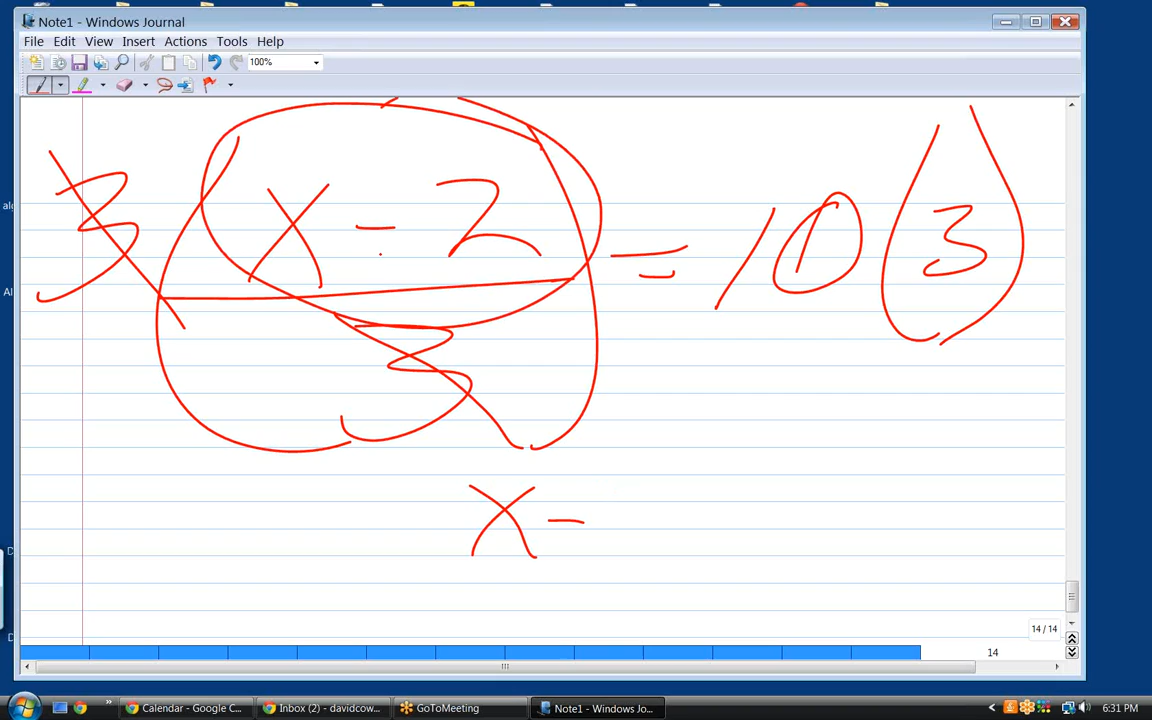 Note1 - Windows Journal
File Edit View Insert Actions Tools Help
100%
3 (x - 2) = 10 (3)
3
x -
14 / 14
14
Calendar - Google C...
Inbox (2) - davidcow...
GoToMeeting
Note1 - Windows Jo...
6:31 PM